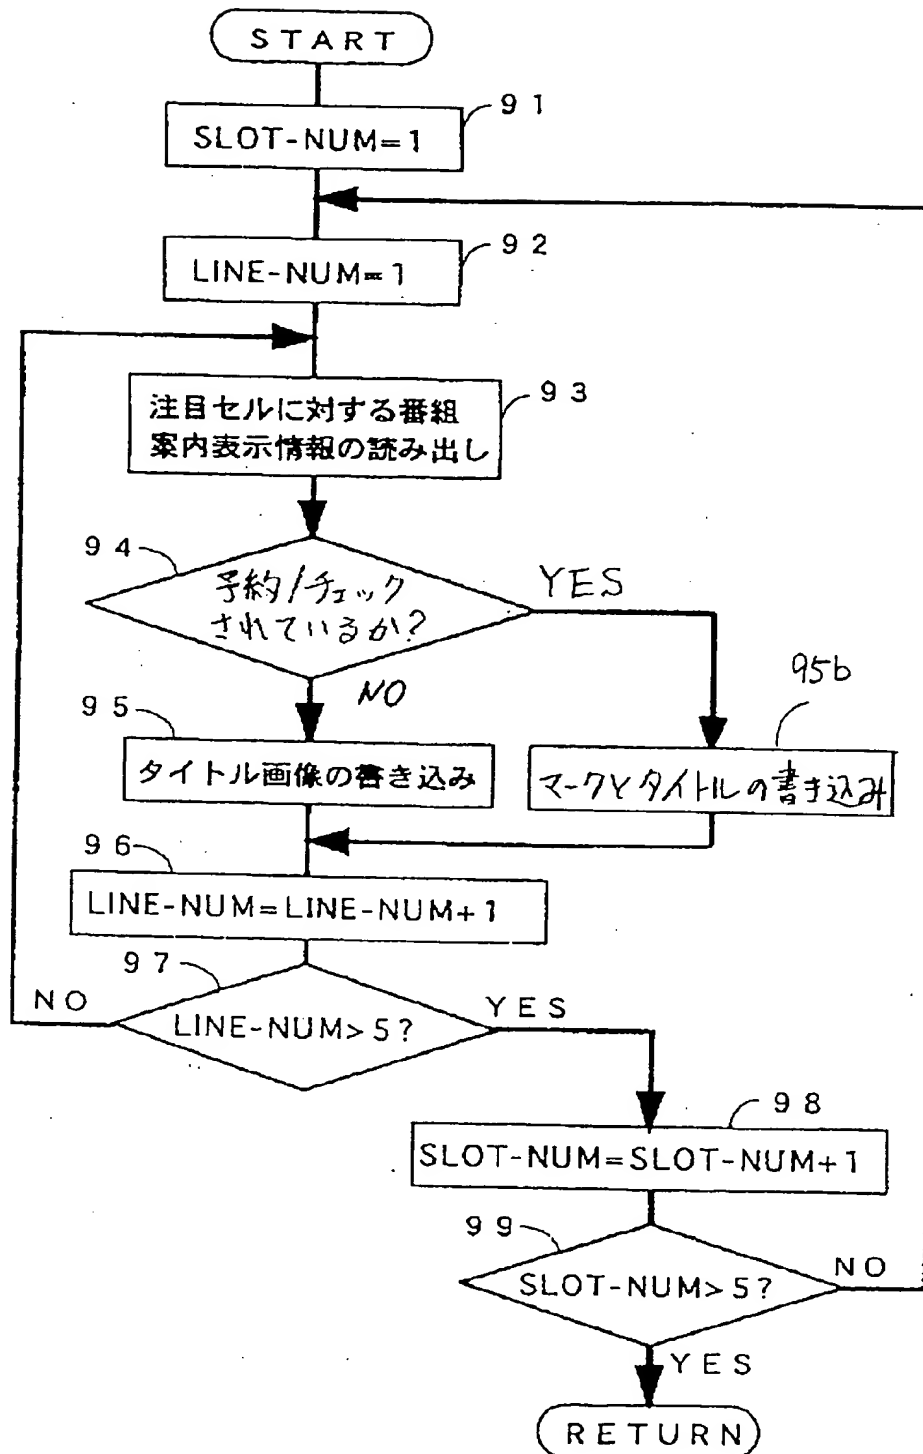 START
91
SLOT-NUM=1
92
LINE-NUM=1
93
注目セルに対する番組
案内表示情報の読み出し
94
予約/チェック
されているか?
YES
NO
95
タイトル画像の書き込み
95b
マークとタイトルの書き込み
96
LINE-NUM=LINE-NUM+1
97
NO
LINE-NUM>5?
YES
98
SLOT-NUM=SLOT-NUM+1
99
SLOT-NUM>5?
NO
YES
RETURN